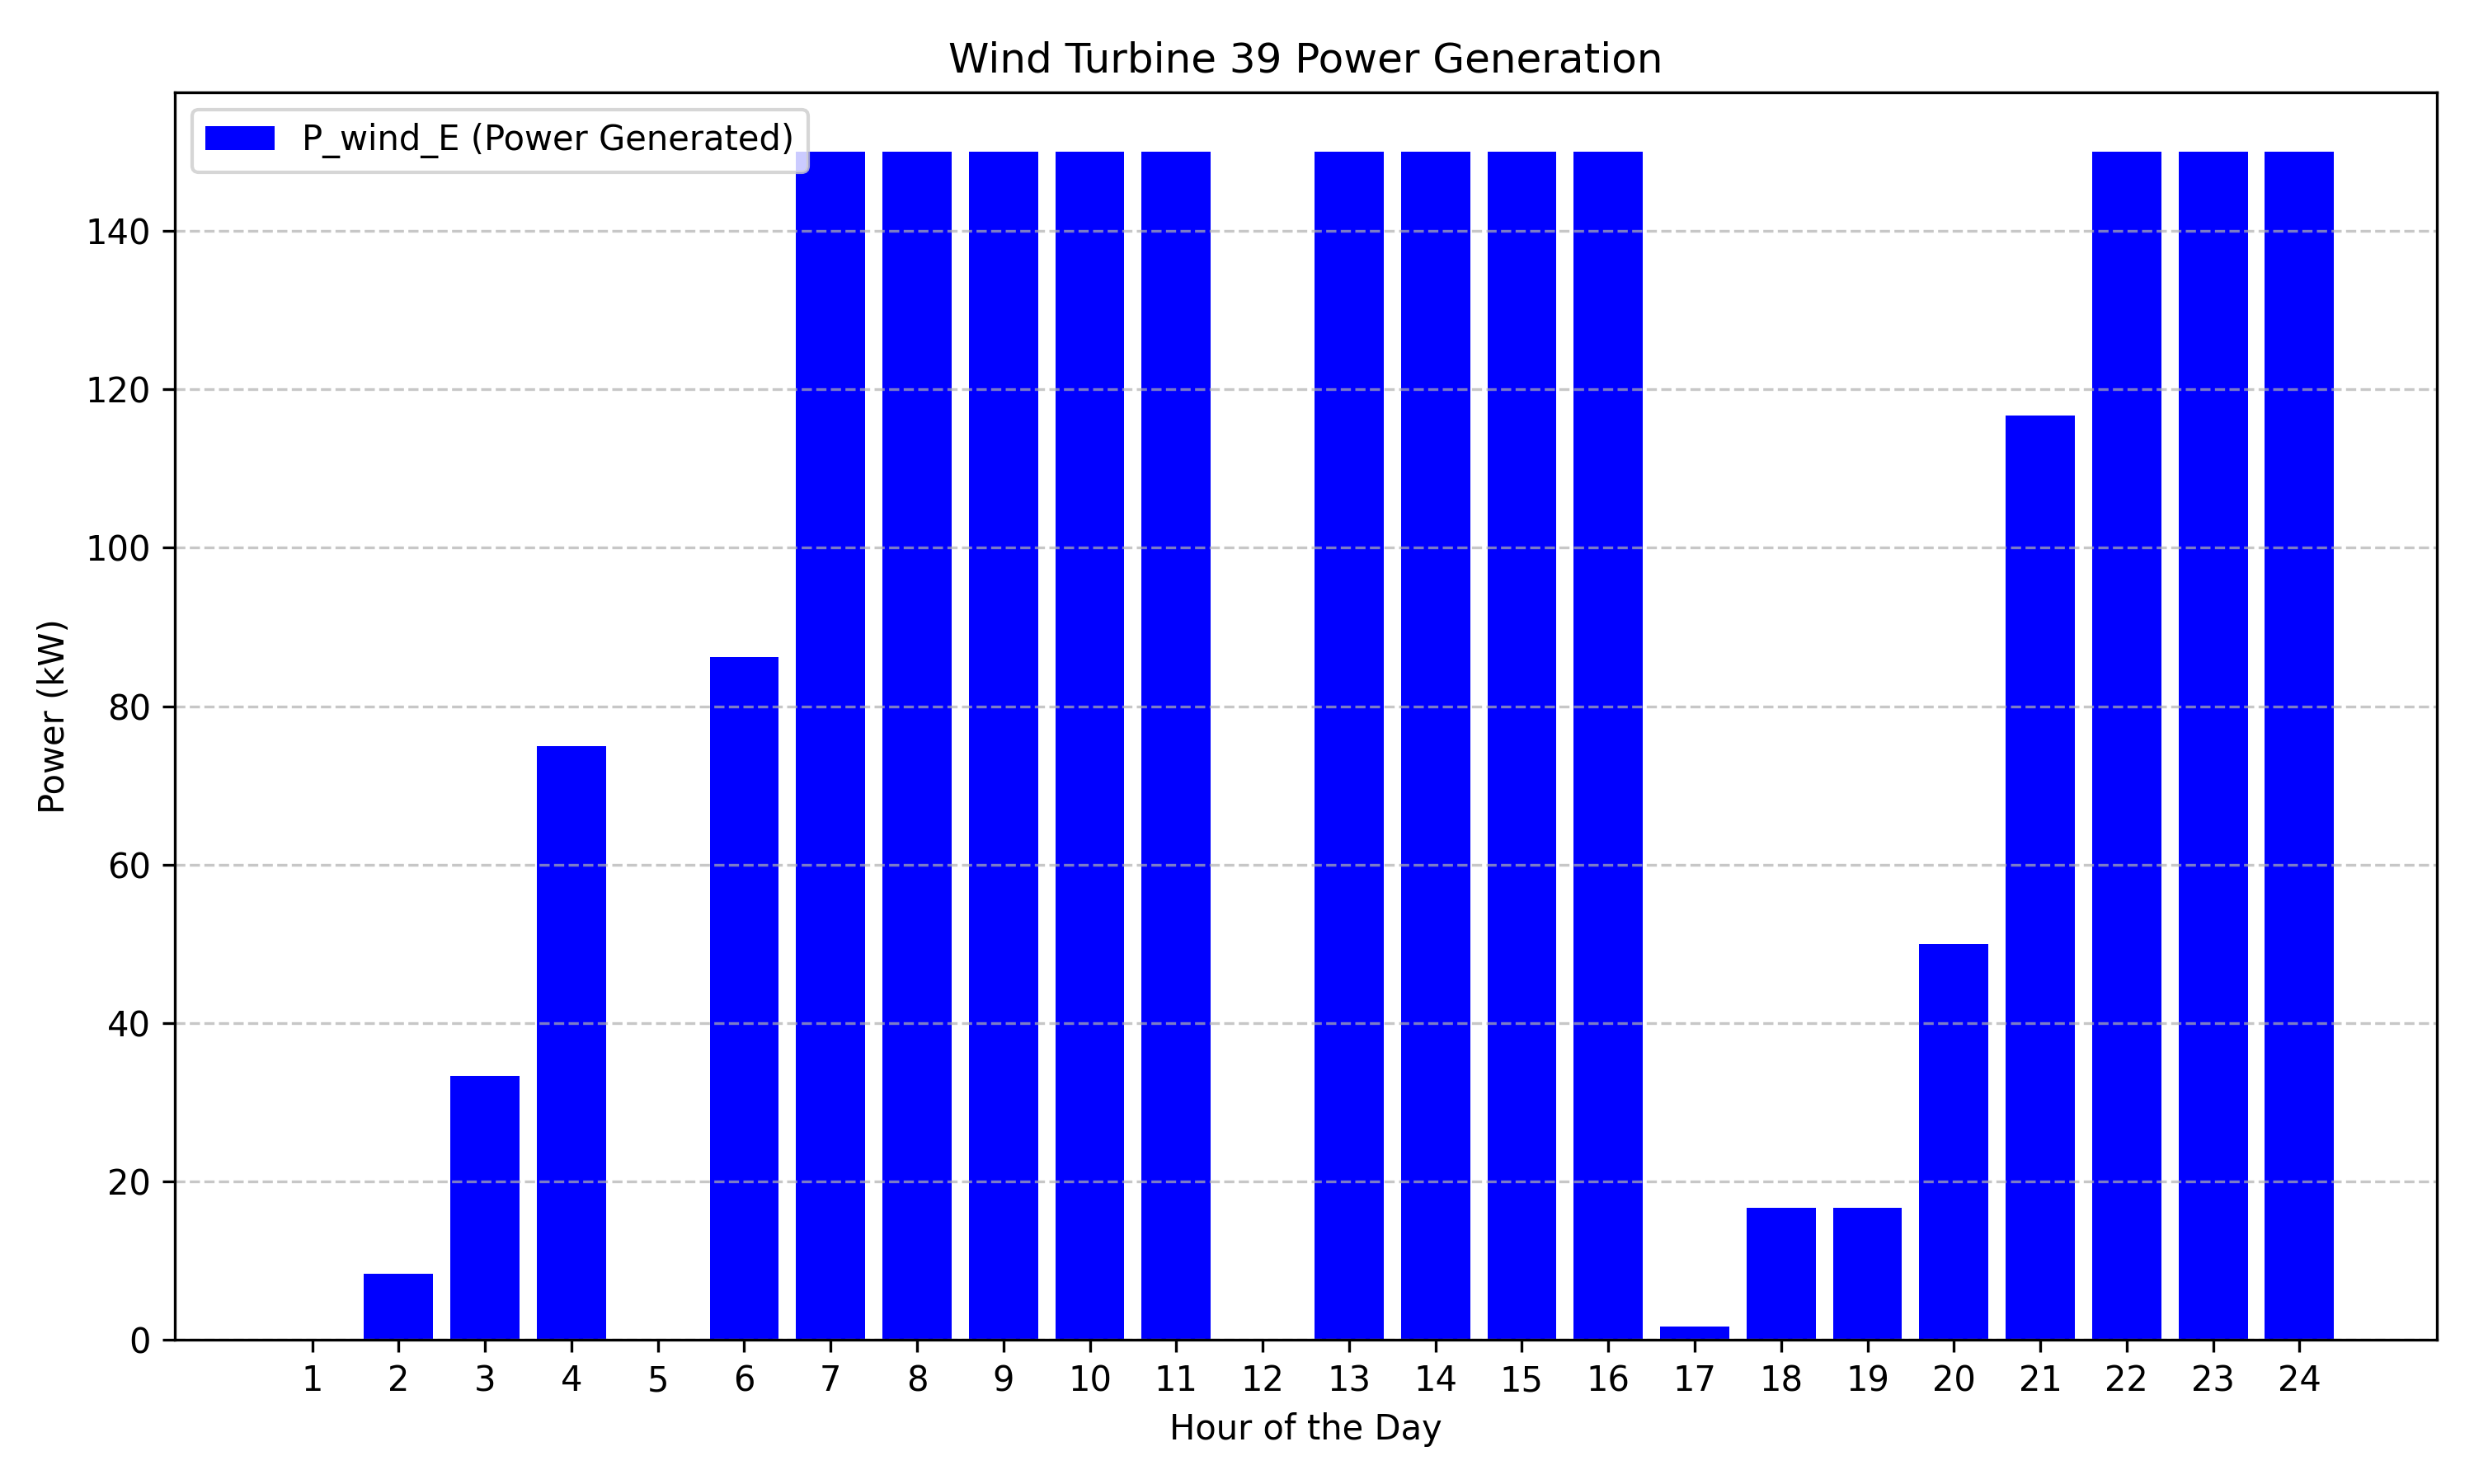 Wind Turbine 39 Power Generation
P_wind_E (Power Generated)
140
120
100
80
60
40
20
0
Power (kW)
1 2 3 4 5 6 7 8 9 10 11 12 13 14 15 16 17 18 19 20 21 22 23 24
Hour of the Day